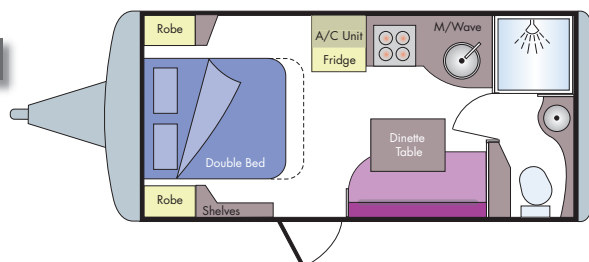 Robe
A/C Unit
Fridge
M/Wave
Double Bed
Dinette
Table
Robe
Shelves